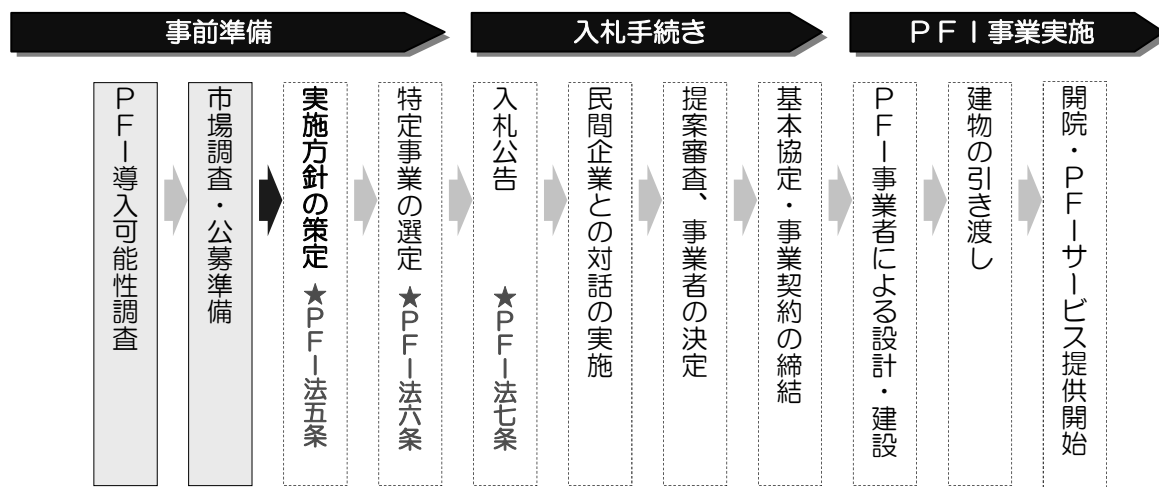 事前準備
入札手続き
ＰＦＩ事業実施
ＰＦＩ導入可能性調査
市場調査・公募準備
実施方針の策定 ★ＰＦＩ法五条
特定事業の選定 ★ＰＦＩ法六条
入札公告 ★ＰＦＩ法七条
民間企業との対話の実施
提案審査、事業者の決定
基本協定・事業契約の締結
ＰＦＩ事業者による設計・建設
建物の引き渡し
開院・ＰＦＩサービス提供開始